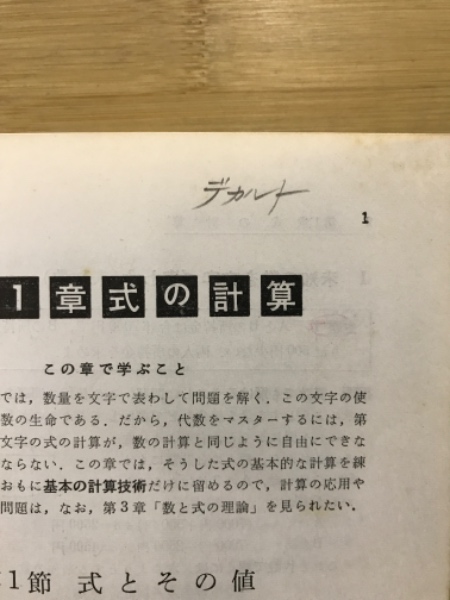 デカルト
1
1章式の計算
この章で学ぶこと
では，数量を文字で表わして問題を解く．この文字の使
数の生命である．だから，代数をマスターするには，第
文字の式の計算が，数の計算と同じように自由にできな
ならない．この章では，そうした式の基本的な計算を練
おもに基本の計算技術だけに留めるので，計算の応用や
問題は，なお，第3章「数と式の理論」を見られたい．
1節 式とその値